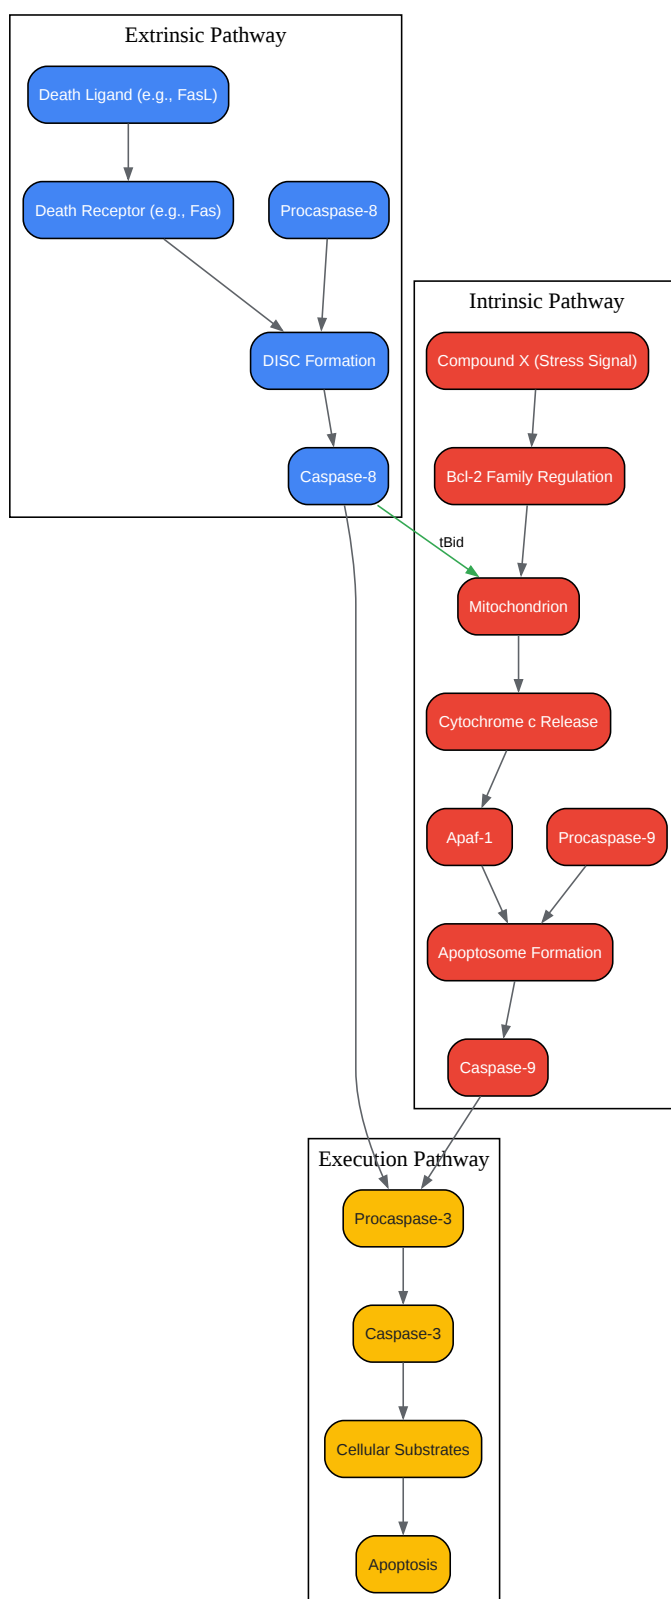 Extrinsic Pathway
Death Ligand (e.g., FasL)
Death Receptor (e.g., Fas)
Procaspase-8
DISC Formation
Caspase-8
tBid
Intrinsic Pathway
Compound X (Stress Signal)
Bcl-2 Family Regulation
Mitochondrion
Cytochrome c Release
Apaf-1
Procaspase-9
Apoptosome Formation
Caspase-9
Execution Pathway
Procaspase-3
Caspase-3
Cellular Substrates
Apoptosis